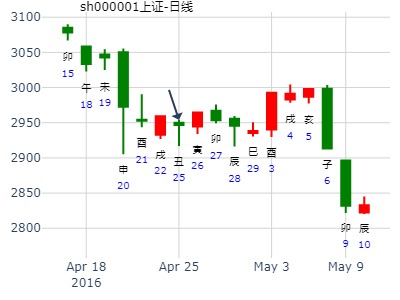 sh000001上证-日线
3100
3050
3000
2950
2900
2850
2800
卯
15
午
18
未
19
申
20
酉
21
戌
22
丑
25
寅
26
卯
27
辰
28
巳
29
酉
3
戌
4
亥
5
子
6
卯
9
辰
10
Apr 18
2016
Apr 25
May 3
May 9